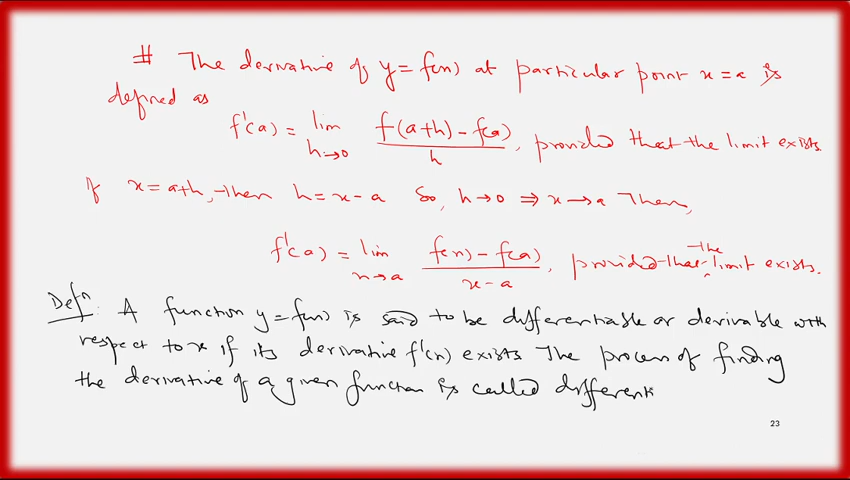 # The derivative of y=f(x) at particular point x=a is
defined as
f'(a) = lim h→0 f(a+h)-f(a)/h, provided that the limit exists.
If x=a+h, then h=x-a So, h→0 ⇒ x→a Then,
f'(a) = lim x→a f(x)-f(a)/x-a, provided that the limit exists.
Defn A function y=f(x) is said to be differentiable or derivable with
respect to x if its derivative f'(x) exists. The process of finding
the derivative of a given function is called differenti
23